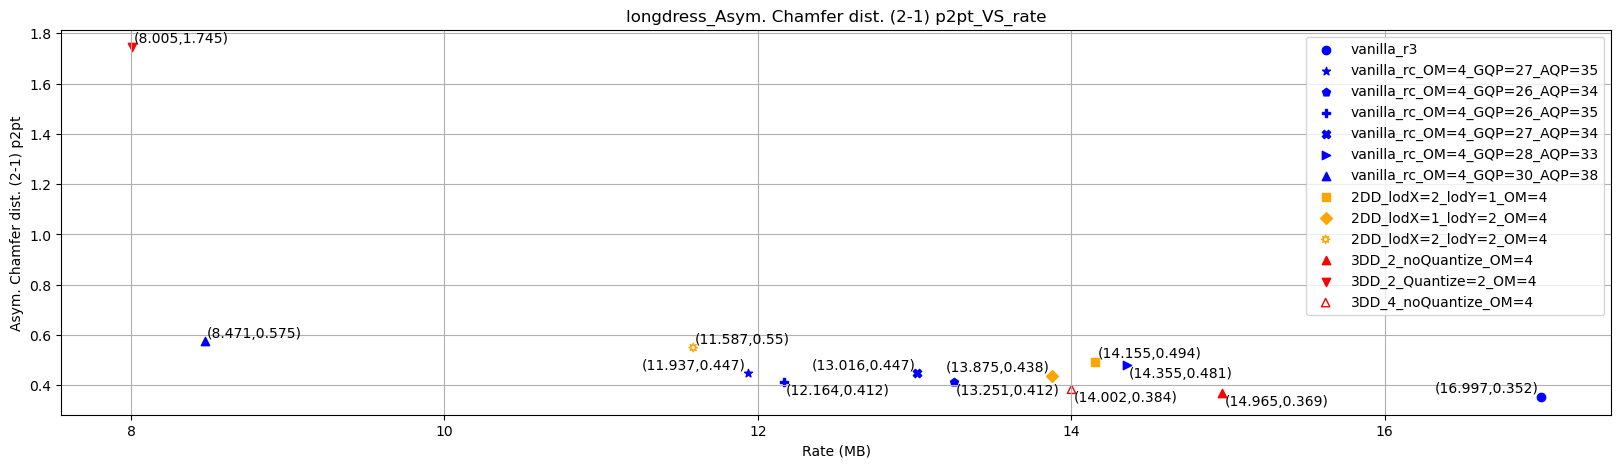 longdress_Asym. Chamfer dist. (2-1) p2pt_VS_rate
Asym. Chamfer dist. (2-1) p2pt
1.8
1.6
1.4
1.2
1.0
0.8
0.6
0.4
(8.005,1.745)
(8.471,0.575)
(11.587,0.55)
(11.937,0.447)
(12.164,0.412)
(13.016,0.447)
(13.251,0.412)
(13.875,0.438)
(14.002,0.384)
(14.155,0.494)
(14.355,0.481)
(14.965,0.369)
(16.997,0.352)
vanilla_r3
vanilla_rc_OM=4_GQP=27_AQP=35
vanilla_rc_OM=4_GQP=26_AQP=34
vanilla_rc_OM=4_GQP=26_AQP=35
vanilla_rc_OM=4_GQP=27_AQP=34
vanilla_rc_OM=4_GQP=28_AQP=33
vanilla_rc_OM=4_GQP=30_AQP=38
2DD_lodX=2_lodY=1_OM=4
2DD_lodX=1_lodY=2_OM=4
2DD_lodX=2_lodY=2_OM=4
3DD_2_noQuantize_OM=4
3DD_2_Quantize=2_OM=4
3DD_4_noQuantize_OM=4
8
10
12
14
16
Rate (MB)